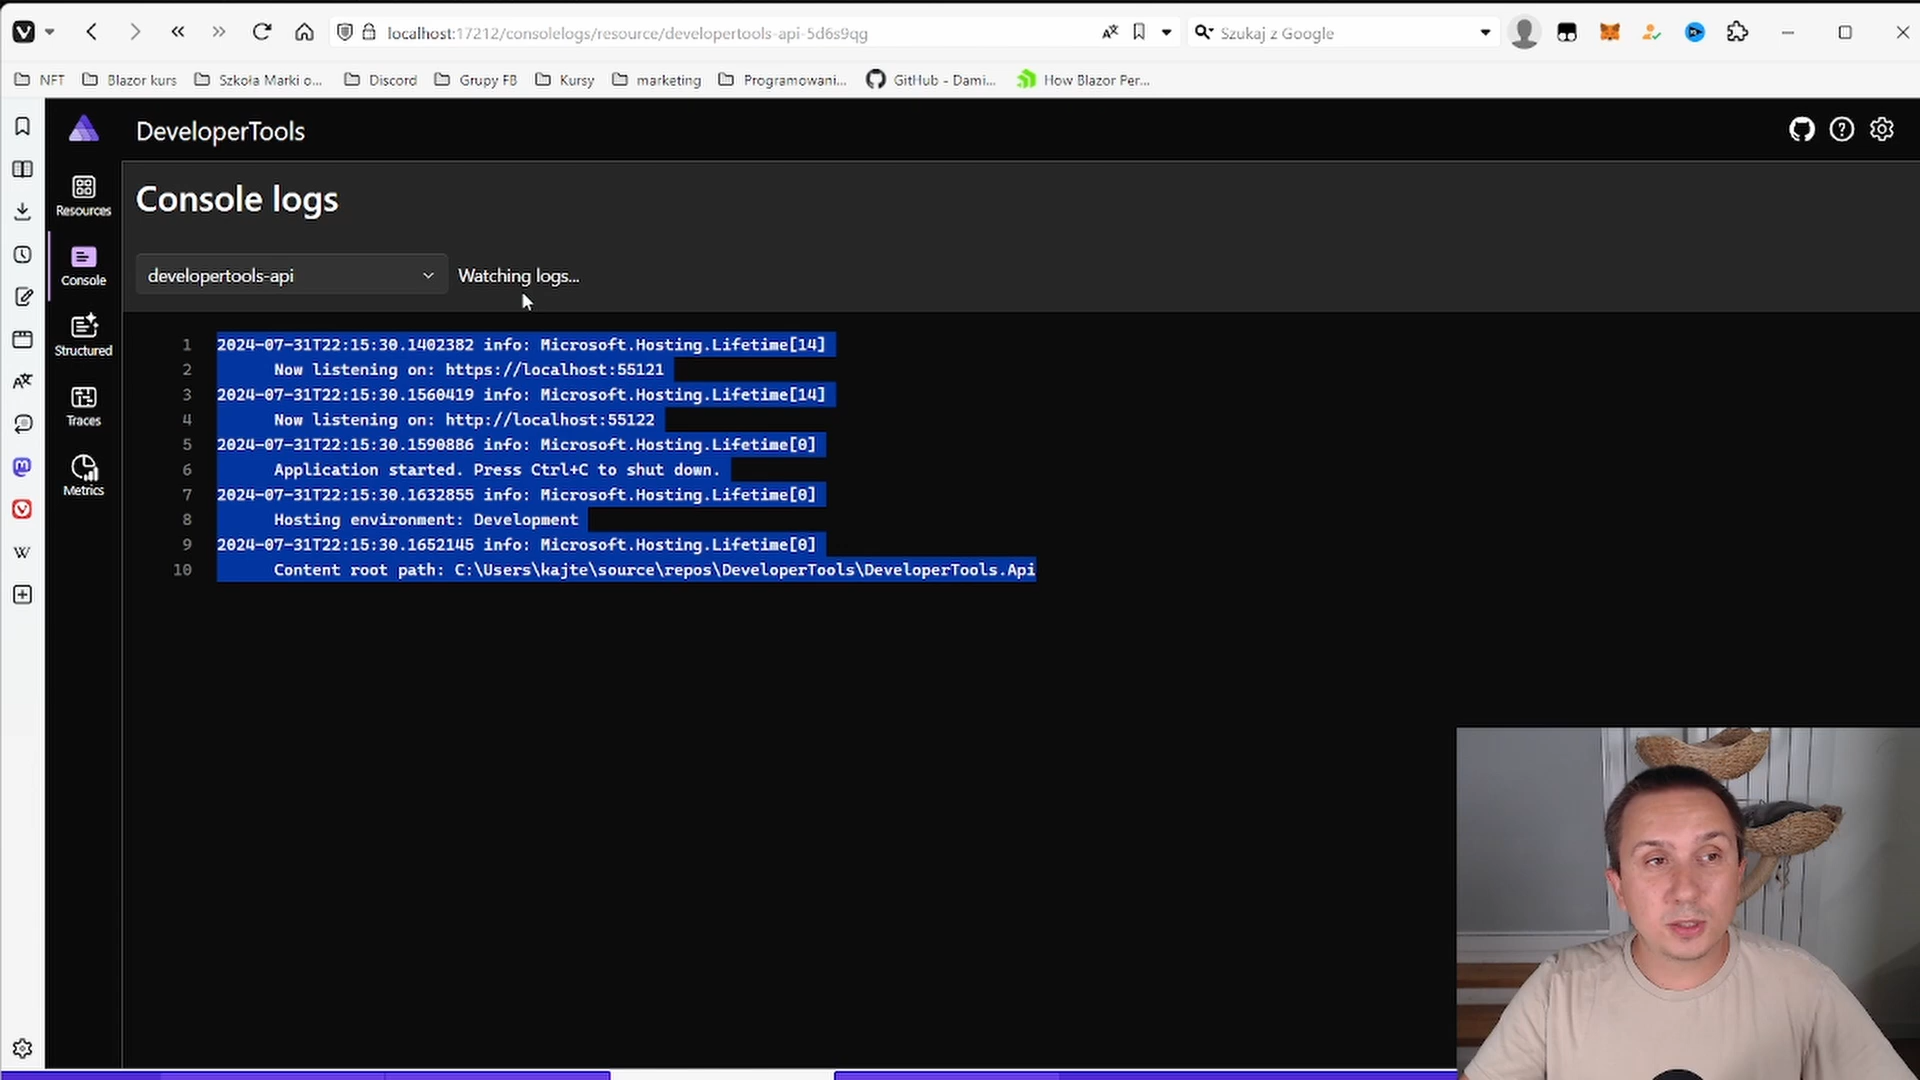 localhost:17212/consolelogs/resource/developertools-api-5d6s9qg
Szukaj z Google
NFT
Blazor kurs
Szkoła Marki o...
Discord
Grupy FB
Kursy
marketing
Programowani...
GitHub - Dami...
How Blazor Per...
DeveloperTools
Resources
Console
Structured
Traces
Metrics
Console logs
developertools-api
Watching logs...
1 2024-07-31T22:15:30.1402382 info: Microsoft.Hosting.Lifetime[14]
2 Now listening on: https://localhost:55121
3 2024-07-31T22:15:30.1560419 info: Microsoft.Hosting.Lifetime[14]
4 Now listening on: http://localhost:55122
5 2024-07-31T22:15:30.1590886 info: Microsoft.Hosting.Lifetime[0]
6 Application started. Press Ctrl+C to shut down.
7 2024-07-31T22:15:30.1632855 info: Microsoft.Hosting.Lifetime[0]
8 Hosting environment: Development
9 2024-07-31T22:15:30.1652145 info: Microsoft.Hosting.Lifetime[0]
10 Content root path: C:\Users\kajte\source\repos\DeveloperTools\DeveloperTools.Api